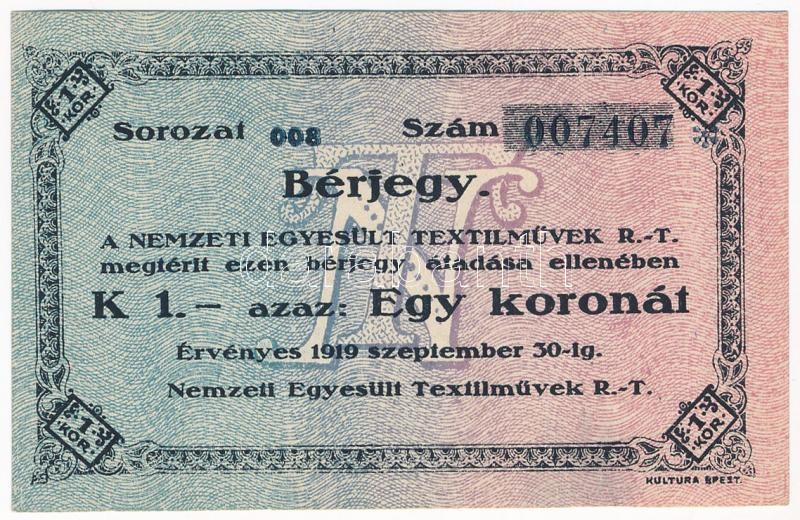 1 KOR. 1 KOR.
Sorozat 008 Szám 007407 *
Bérjegy.
A NEMZETI EGYESÜLT TEXTILMŰVEK R.-T.
megtérit ezen bérjegy átadása ellenében
K 1.– azaz: Egy koronát
Érvényes 1919 szeptember 30-ig.
Nemzeti Egyesült Textilművek R.-T.
1 KOR. 1 KOR.
KULTURA BPEST.